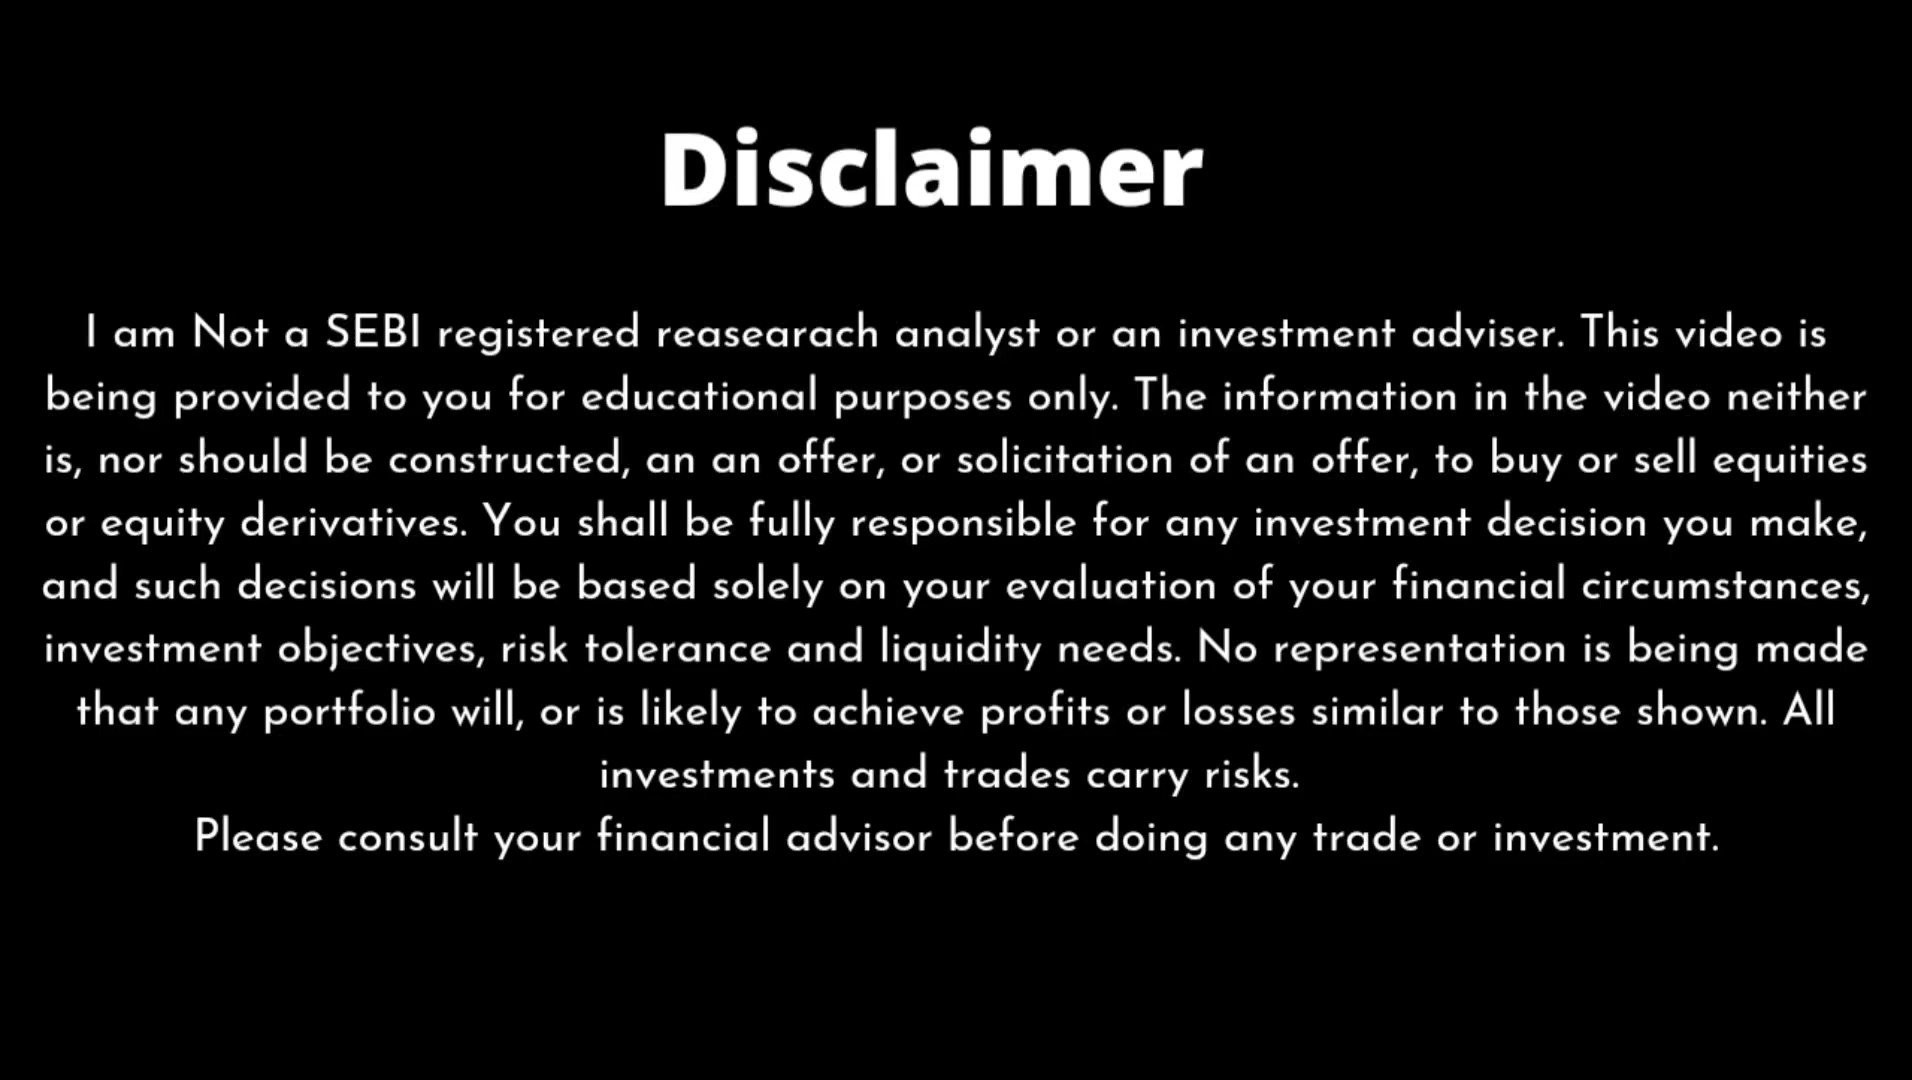 Disclaimer
I am Not a SEBI registered reasearach analyst or an investment adviser. This video is
being provided to you for educational purposes only. The information in the video neither
is, nor should be constructed, an an offer, or solicitation of an offer, to buy or sell equities
or equity derivatives. You shall be fully responsible for any investment decision you make,
and such decisions will be based solely on your evaluation of your financial circumstances,
investment objectives, risk tolerance and liquidity needs. No representation is being made
that any portfolio will, or is likely to achieve profits or losses similar to those shown. All
investments and trades carry risks.
Please consult your financial advisor before doing any trade or investment.